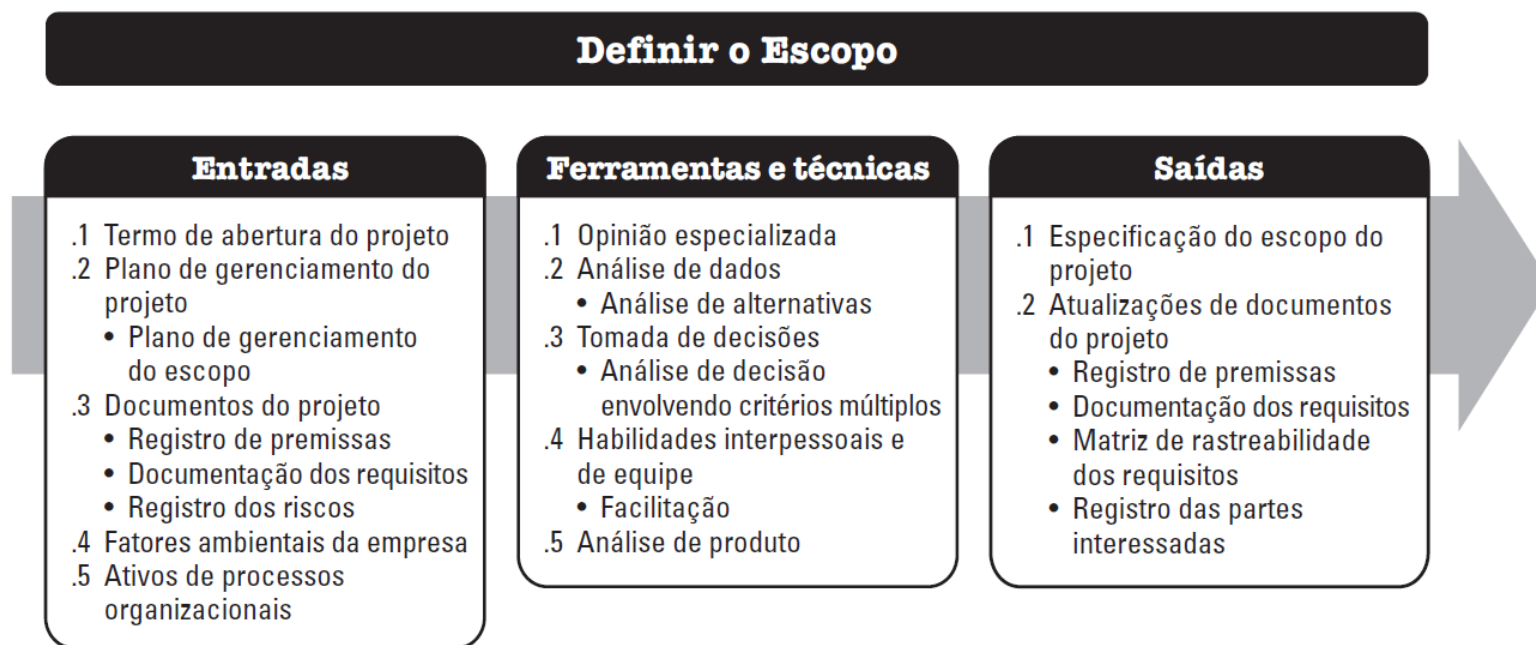 Definir o Escopo
Entradas
.1 Termo de abertura do projeto
.2 Plano de gerenciamento do
projeto
• Plano de gerenciamento
do escopo
.3 Documentos do projeto
• Registro de premissas
• Documentação dos requisitos
• Registro dos riscos
.4 Fatores ambientais da empresa
.5 Ativos de processos
organizacionais
Ferramentas e técnicas
.1 Opinião especializada
.2 Análise de dados
• Análise de alternativas
.3 Tomada de decisões
• Análise de decisão
envolvendo critérios múltiplos
.4 Habilidades interpessoais e
de equipe
• Facilitação
.5 Análise de produto
Saídas
.1 Especificação do escopo do
projeto
.2 Atualizações de documentos
do projeto
• Registro de premissas
• Documentação dos requisitos
• Matriz de rastreabilidade
dos requisitos
• Registro das partes
interessadas